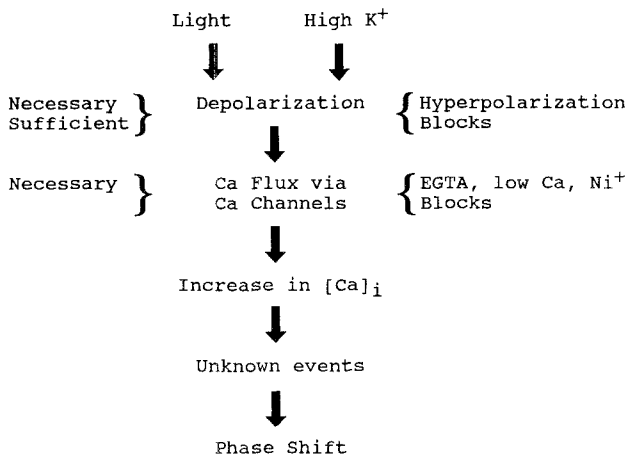 Light High K+
Necessary
Sufficient } Depolarization { Hyperpolarization
Blocks
Necessary } Ca Flux via
Ca Channels { EGTA, low Ca, Ni+
Blocks
Increase in [Ca]i
Unknown events
Phase Shift